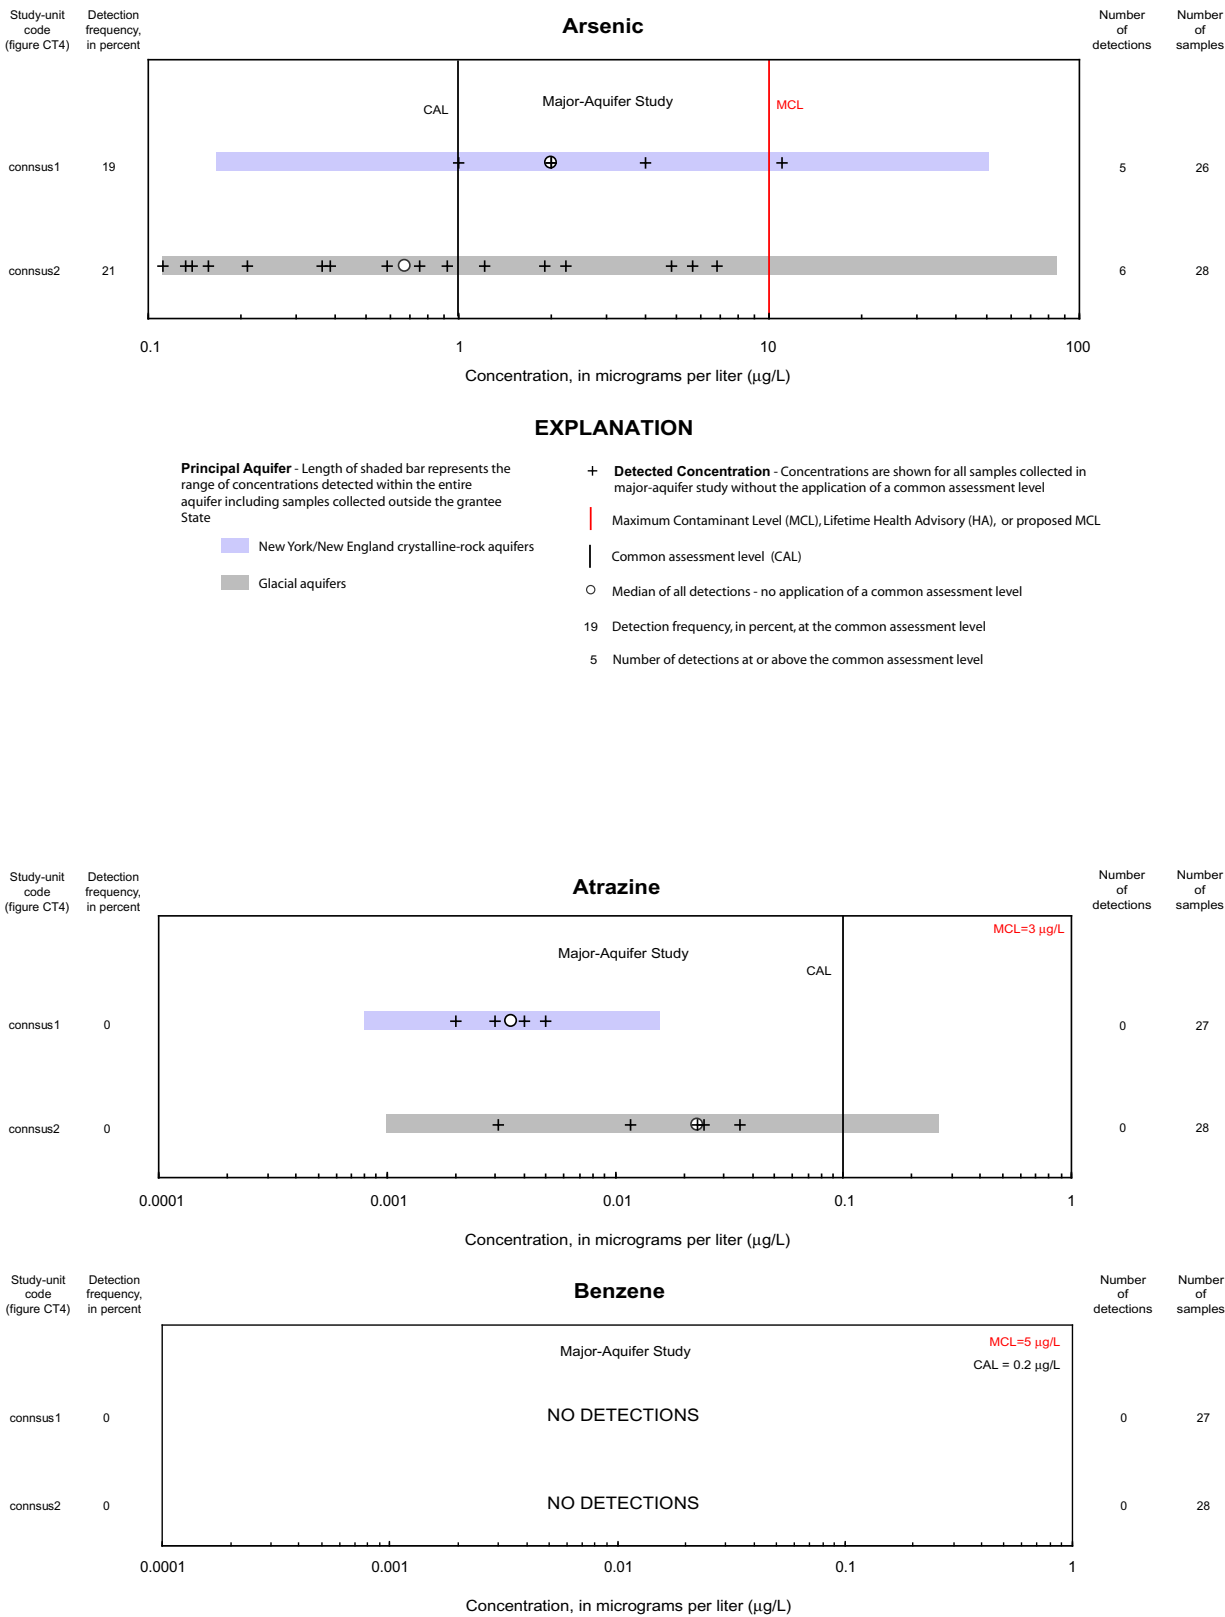 Arsenic
Study-unit
code
(figure CT4)
Detection
frequency,
in percent
Number
of
detections
Number
of
samples
Major-Aquifer Study
CAL
MCL
connsus1 19 5 26
connsus2 21 6 28
0.1 1 10 100
Concentration, in micrograms per liter (µg/L)
EXPLANATION
Principal Aquifer - Length of shaded bar represents the
range of concentrations detected within the entire
aquifer including samples collected outside the grantee
State
New York/New England crystalline-rock aquifers
Glacial aquifers
+ Detected Concentration - Concentrations are shown for all samples collected in
major-aquifer study without the application of a common assessment level
Maximum Contaminant Level (MCL), Lifetime Health Advisory (HA), or proposed MCL
Common assessment level (CAL)
Median of all detections - no application of a common assessment level
19 Detection frequency, in percent, at the common assessment level
5 Number of detections at or above the common assessment level
Atrazine
Study-unit
code
(figure CT4)
Detection
frequency,
in percent
Number
of
detections
Number
of
samples
MCL=3 µg/L
Major-Aquifer Study
CAL
connsus1 0 0 27
connsus2 0 0 28
0.0001 0.001 0.01 0.1 1
Concentration, in micrograms per liter (µg/L)
Benzene
Study-unit
code
(figure CT4)
Detection
frequency,
in percent
Number
of
detections
Number
of
samples
MCL=5 µg/L
Major-Aquifer Study
CAL = 0.2 µg/L
connsus1 0 NO DETECTIONS 0 27
connsus2 0 NO DETECTIONS 0 28
0.0001 0.001 0.01 0.1 1
Concentration, in micrograms per liter (µg/L)